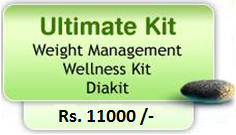 Ultimate Kit
Weight Management
Wellness Kit
Diakit
Rs. 11000 /-